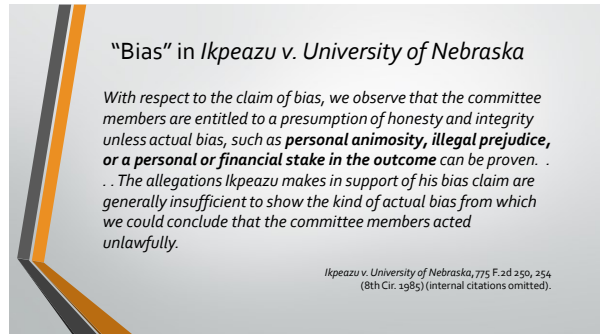 “Bias” in Ikpeazu v. University of Nebraska
With respect to the claim of bias, we observe that the committee
members are entitled to a presumption of honesty and integrity
unless actual bias, such as personal animosity, illegal prejudice,
or a personal or financial stake in the outcome can be proven. .
. . The allegations Ikpeazu makes in support of his bias claim are
generally insufficient to show the kind of actual bias from which
we could conclude that the committee members acted
unlawfully.
Ikpeazu v. University of Nebraska, 775 F.2d 250, 254
(8th Cir. 1985) (internal citations omitted).